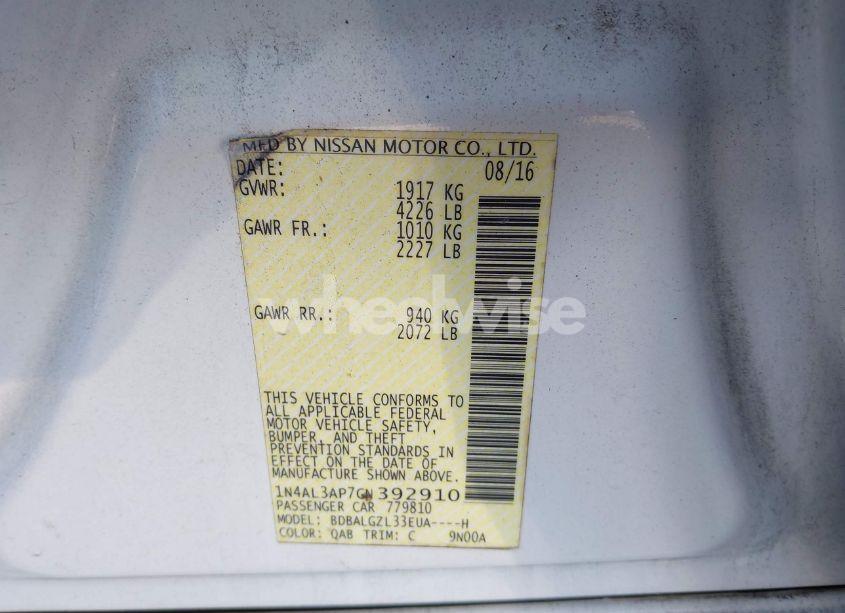 MFD BY NISSAN MOTOR CO., LTD.
DATE: 08/16
GVWR: 1917 KG
4226 LB
GAWR FR.: 1010 KG
2227 LB
wheelwise
GAWR RR.: 940 KG
2072 LB
THIS VEHICLE CONFORMS TO
ALL APPLICABLE FEDERAL
MOTOR VEHICLE SAFETY,
BUMPER, AND THEFT
PREVENTION STANDARDS IN
EFFECT ON THE DATE OF
MANUFACTURE SHOWN ABOVE.
1N4AL3AP7GN392910
PASSENGER CAR 779810
MODEL: BDBALGZL33EUA----H
COLOR: QAB TRIM: C 9N00A